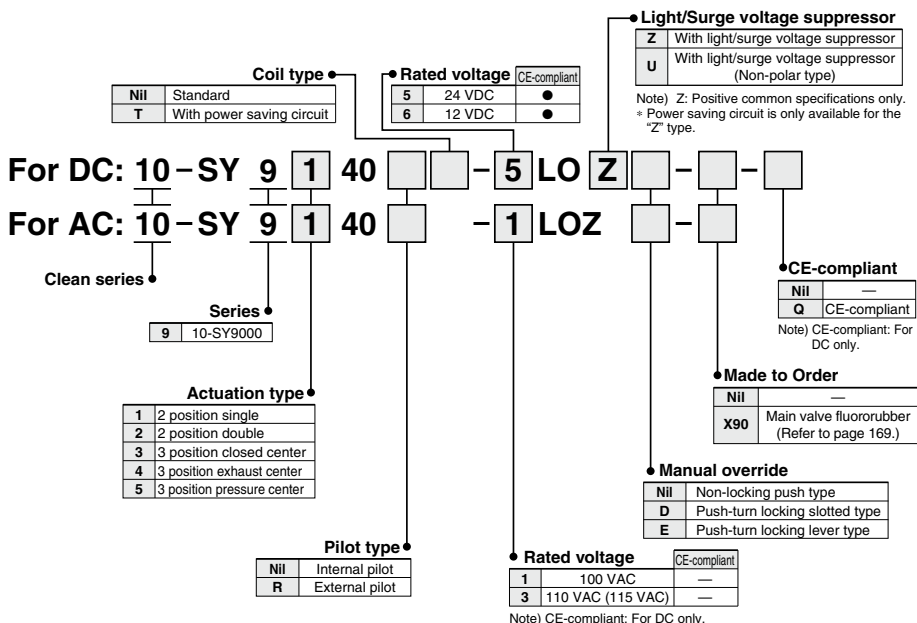 Light/Surge voltage suppressor
Z With light/surge voltage suppressor
U With light/surge voltage suppressor
(Non-polar type)
Note) Z: Positive common specifications only.
* Power saving circuit is only available for the
"Z" type.
Coil type
Nil Standard
T With power saving circuit
Rated voltage CE-compliant
5 24 VDC ●
6 12 VDC ●
For DC: 10-SY 9 1 40 - 5 LO Z - -
For AC: 10-SY 9 1 40 - 1 LOZ -
Clean series
Series
9 10-SY9000
Actuation type
1 2 position single
2 2 position double
3 3 position closed center
4 3 position exhaust center
5 3 position pressure center
Pilot type
Nil Internal pilot
R External pilot
Rated voltage CE-compliant
1 100 VAC —
3 110 VAC (115 VAC) —
Note) CE-compliant: For DC only.
Manual override
Nil Non-locking push type
D Push-turn locking slotted type
E Push-turn locking lever type
Made to Order
Nil —
X90 Main valve fluororubber
(Refer to page 169.)
CE-compliant
Nil —
Q CE-compliant
Note) CE-compliant: For
DC only.